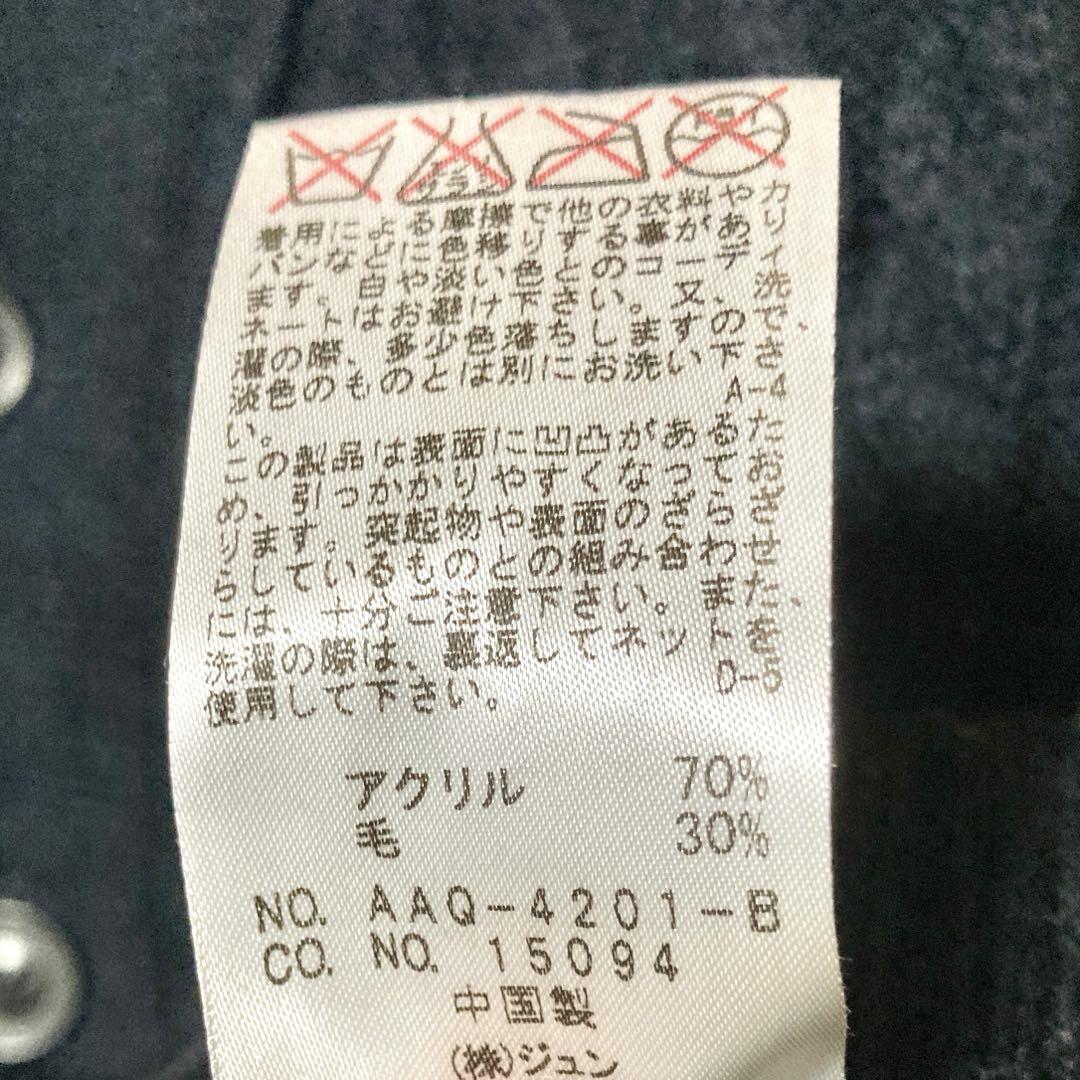 エンソ
サラシ
ドライ
着用による摩擦で他の衣料やカ
バンなどに色移りする事があり
ます。白や淡い色とのコーディ
ネートはお避け下さい。又、洗
濯の際、多少色落ちしますので
淡色のものとは別にお洗い下さ
い。 A-4
この製品は表面に凹凸があるた
め、引っかかりやすくなってお
ります。突起物や表面のざらざ
らしているものとの組み合わせ
には、十分ご注意下さい。また、
洗濯の際は、裏返してネットを
使用して下さい。 D-5
アクリル 70%
毛 30%
NO. AAQ-4201-B
CO. NO. 15094
中国製
(株)ジュン